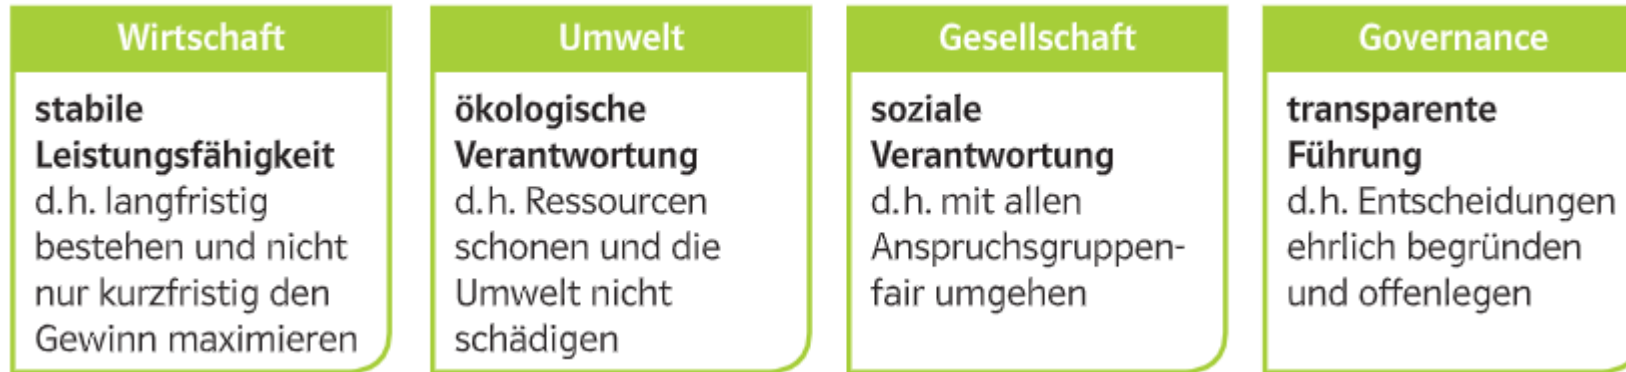 Wirtschaft
stabile
Leistungsfähigkeit
d.h. langfristig
bestehen und nicht
nur kurzfristig den
Gewinn maximieren
Umwelt
ökologische
Verantwortung
d.h. Ressourcen
schonen und die
Umwelt nicht
schädigen
Gesellschaft
soziale
Verantwortung
d.h. mit allen
Anspruchsgruppen-
fair umgehen
Governance
transparente
Führung
d.h. Entscheidungen
ehrlich begründen
und offenlegen